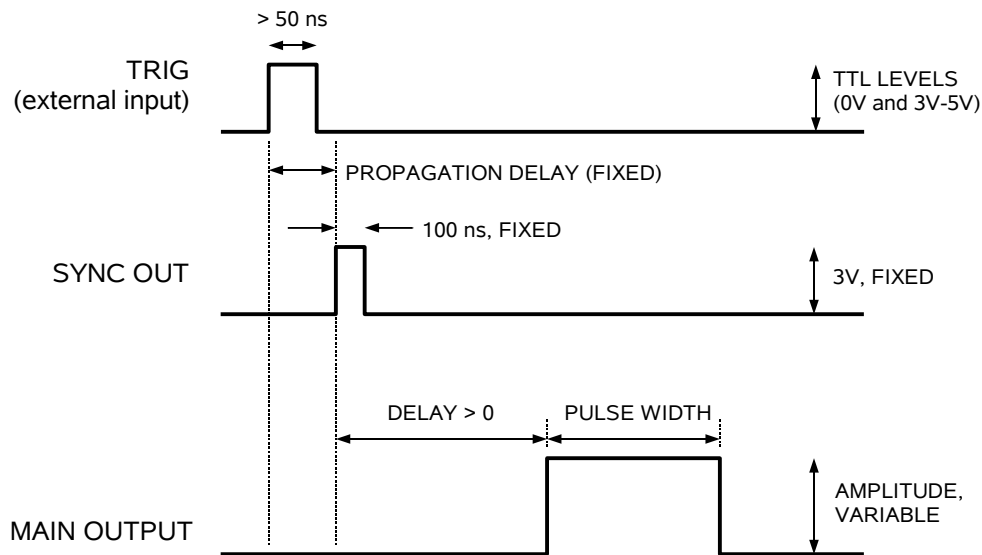 > 50 ns
TRIG
(external input)
TTL LEVELS
(0V and 3V-5V)
PROPAGATION DELAY (FIXED)
100 ns, FIXED
SYNC OUT
3V, FIXED
DELAY > 0
PULSE WIDTH
AMPLITUDE,
VARIABLE
MAIN OUTPUT